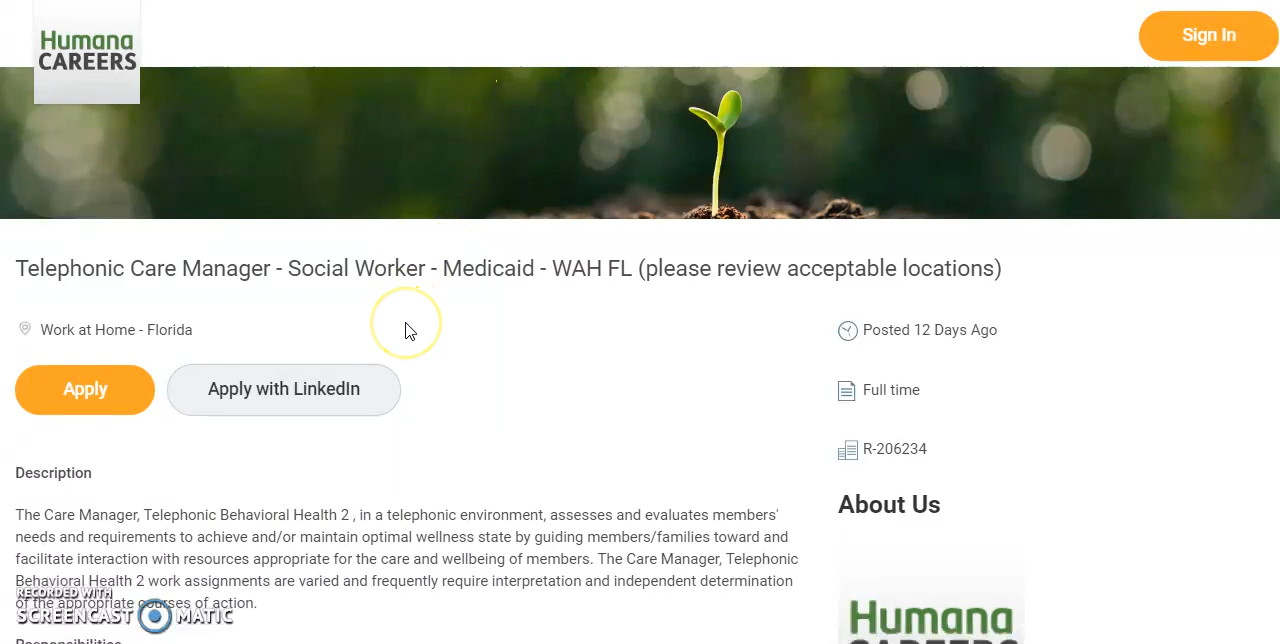 Humana
CAREERS
Sign In
Telephonic Care Manager - Social Worker - Medicaid - WAH FL (please review acceptable locations)
Work at Home - Florida
Posted 12 Days Ago
Apply
Apply with LinkedIn
Full time
R-206234
Description
About Us
The Care Manager, Telephonic Behavioral Health 2 , in a telephonic environment, assesses and evaluates members'
needs and requirements to achieve and/or maintain optimal wellness state by guiding members/families toward and
facilitate interaction with resources appropriate for the care and wellbeing of members. The Care Manager, Telephonic
Behavioral Health 2 work assignments are varied and frequently require interpretation and independent determination
of the appropriate courses of action.
RECORDED WITH
SCREENCAST MATIC
Humana
CAREERS
Responsibilities